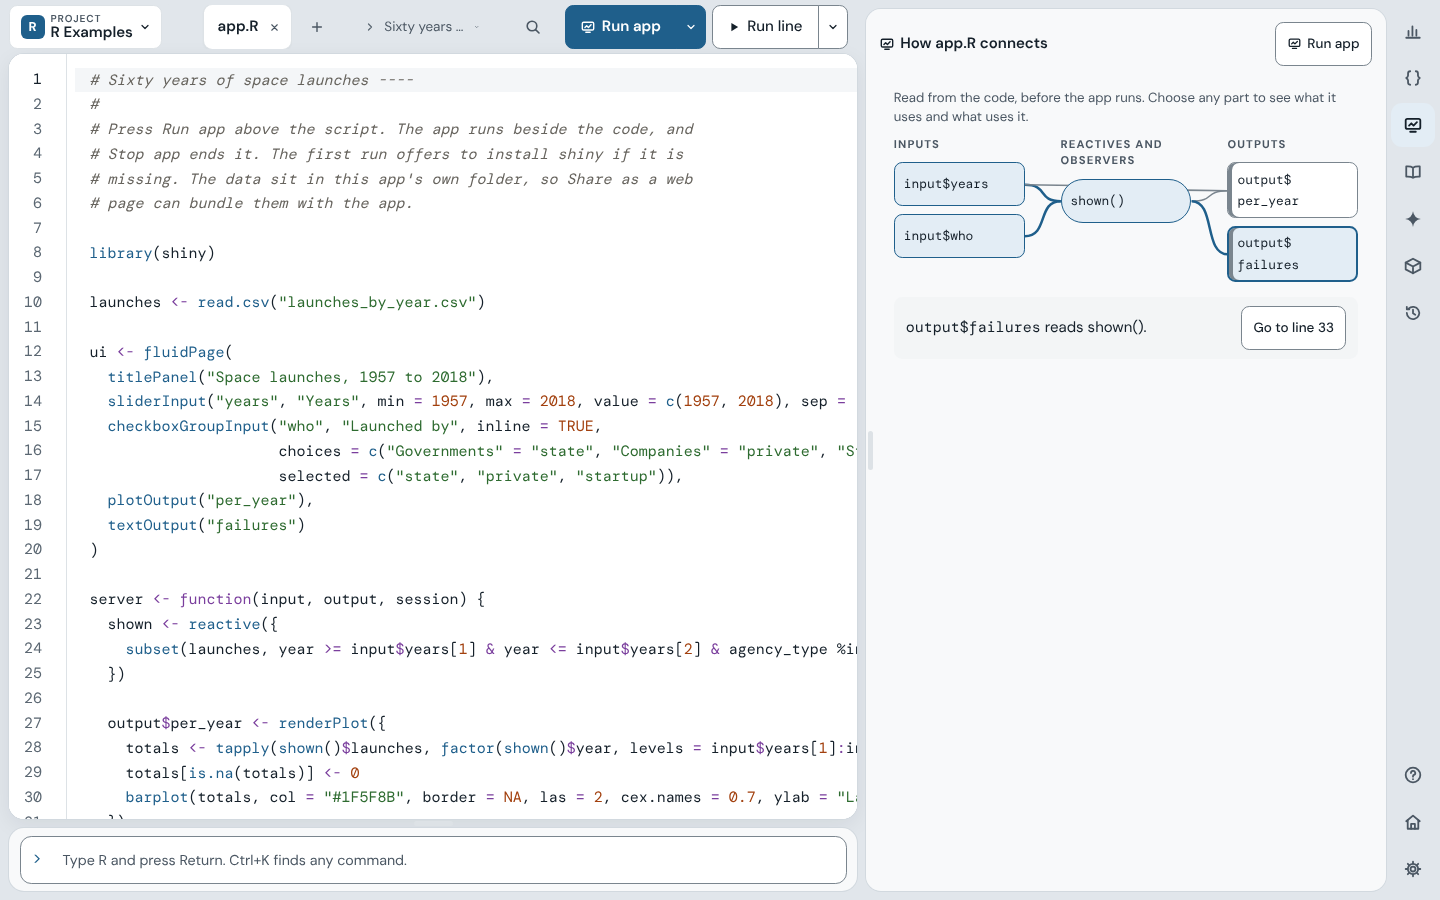 PROJECT
R R Examples
app.R ×
+
Sixty years ...
Run app
Run line
1 # Sixty years of space launches ----
2 #
3 # Press Run app above the script. The app runs beside the code, and
4 # Stop app ends it. The first run offers to install shiny if it is
5 # missing. The data sit in this app's own folder, so Share as a web
6 # page can bundle them with the app.
7
8 library(shiny)
9
10 launches <- read.csv("launches_by_year.csv")
11
12 ui <- fluidPage(
13 titlePanel("Space launches, 1957 to 2018"),
14 sliderInput("years", "Years", min = 1957, max = 2018, value = c(1957, 2018), sep =
15 checkboxGroupInput("who", "Launched by", inline = TRUE,
16 choices = c("Governments" = "state", "Companies" = "private",
17 selected = c("state", "private", "startup")),
18 plotOutput("per_year"),
19 textOutput("failures")
20 )
21
22 server <- function(input, output, session) {
23 shown <- reactive({
24 subset(launches, year >= input$years[1] & year <= input$years[2] & agency_type
25 })
26
27 output$per_year <- renderPlot({
28 totals <- tapply(shown()$launches, factor(shown()$year, levels = input$years[1]:
29 totals[is.na(totals)] <- 0
30 barplot(totals, col = "#1F5F8B", border = NA, las = 2, cex.names = 0.7, ylab =
> Type R and press Return. Ctrl+K finds any command.
How app.R connects
Run app
Read from the code, before the app runs. Choose any part to see what it
uses and what uses it.
INPUTS
REACTIVES AND
OBSERVERS
OUTPUTS
input$years
input$who
shown()
output$
per_year
output$
failures
output$failures reads shown().
Go to line 33